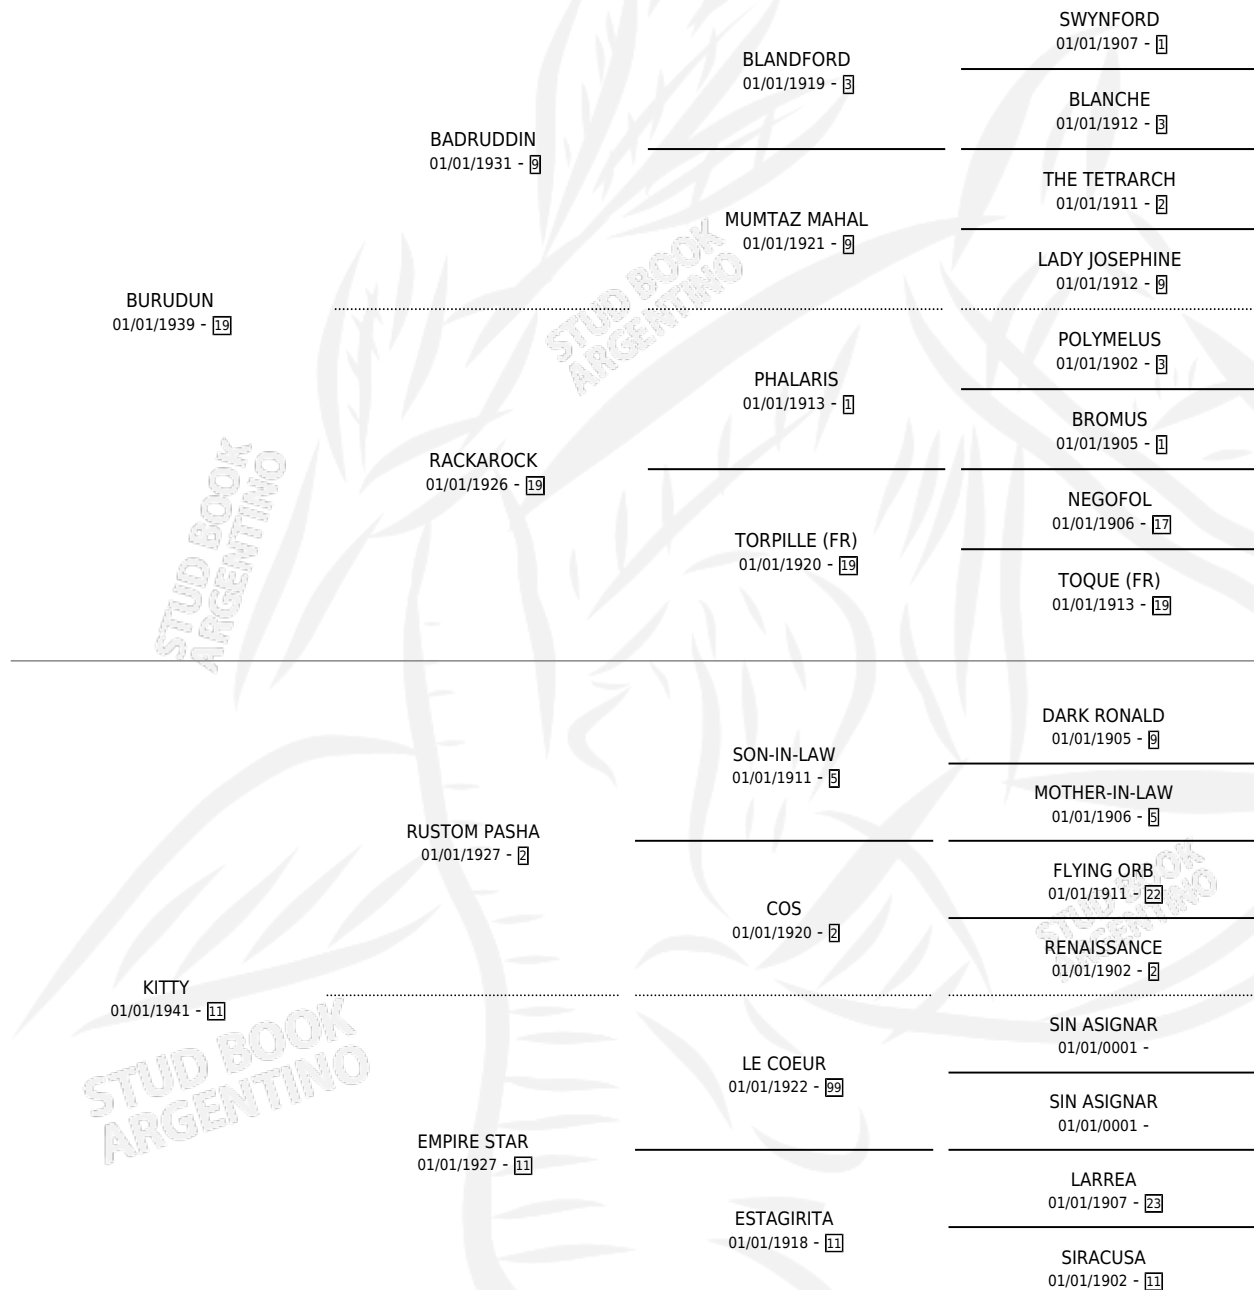 SWYNFORD
01/01/1907 - 1
BLANDFORD
01/01/1919 - 3
BLANCHE
01/01/1912 - 3
BADRUDDIN
01/01/1931 - 9
THE TETRARCH
01/01/1911 - 2
MUMTAZ MAHAL
01/01/1921 - 9
LADY JOSEPHINE
01/01/1912 - 9
BURUDUN
01/01/1939 - 19
POLYMELUS
01/01/1902 - 3
PHALARIS
01/01/1913 - 1
BROMUS
01/01/1905 - 1
RACKAROCK
01/01/1926 - 19
NEGOFOL
01/01/1906 - 17
TORPILLE (FR)
01/01/1920 - 19
TOQUE (FR)
01/01/1913 - 19
DARK RONALD
01/01/1905 - 9
SON-IN-LAW
01/01/1911 - 5
MOTHER-IN-LAW
01/01/1906 - 5
RUSTOM PASHA
01/01/1927 - 2
FLYING ORB
01/01/1911 - 22
COS
01/01/1920 - 2
RENAISSANCE
01/01/1902 - 2
KITTY
01/01/1941 - 11
SIN ASIGNAR
01/01/0001 -
LE COEUR
01/01/1922 - 99
SIN ASIGNAR
01/01/0001 -
EMPIRE STAR
01/01/1927 - 11
LARREA
01/01/1907 - 23
ESTAGIRITA
01/01/1918 - 11
SIRACUSA
01/01/1902 - 11
STUD BOOK
ARGENTINO
STUD BOOK
ARGENTINO
STUD BOOK
ARGENTINO
STUD BOOK
ARGENTINO